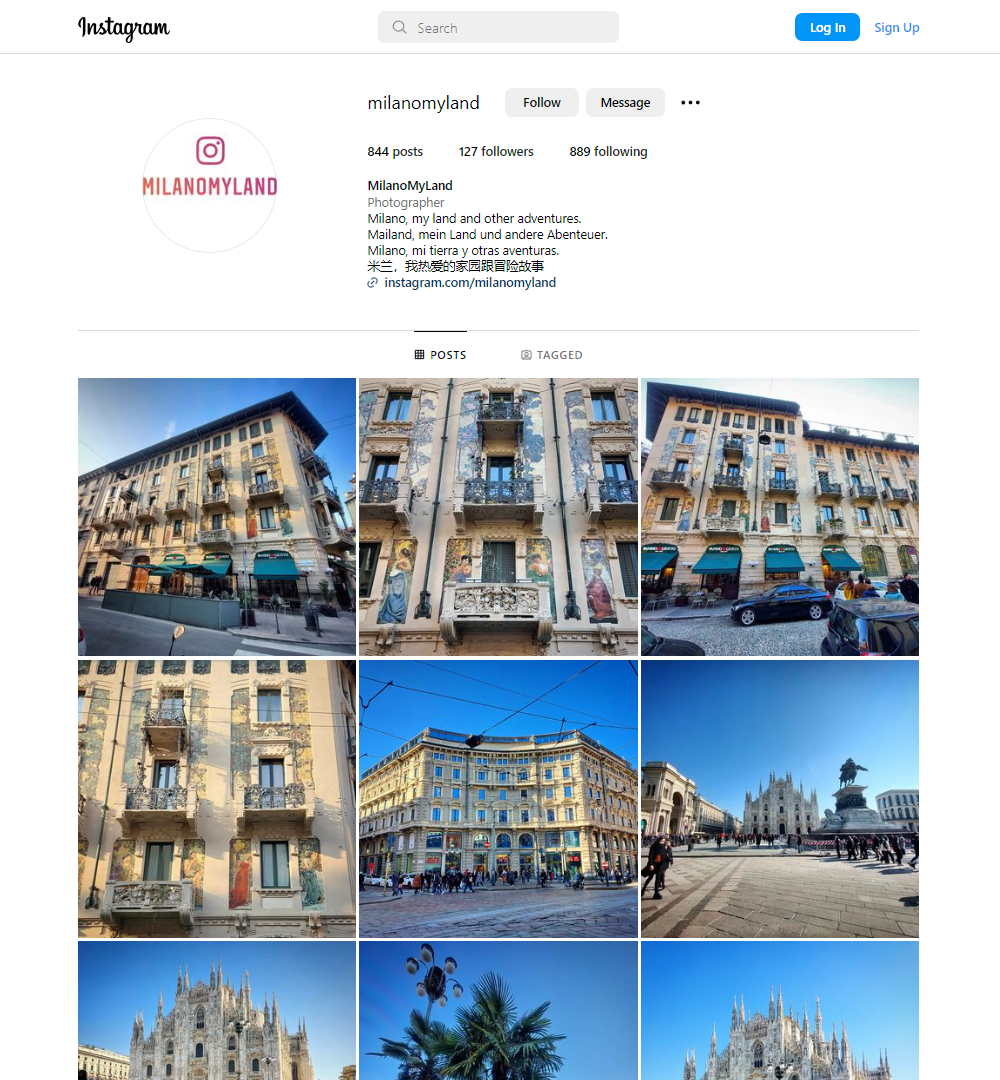 Instagram
Search
Log In
Sign Up
milanomyland
Follow
Message
844 posts
127 followers
889 following
MILANOMYLAND
MilanoMyLand
Photographer
Milano, my land and other adventures.
Mailand, mein Land und andere Abenteuer.
Milano, mi tierra y otras aventuras.
米兰，我热爱的家园跟冒险故事
instagram.com/milanomyland
POSTS
TAGGED